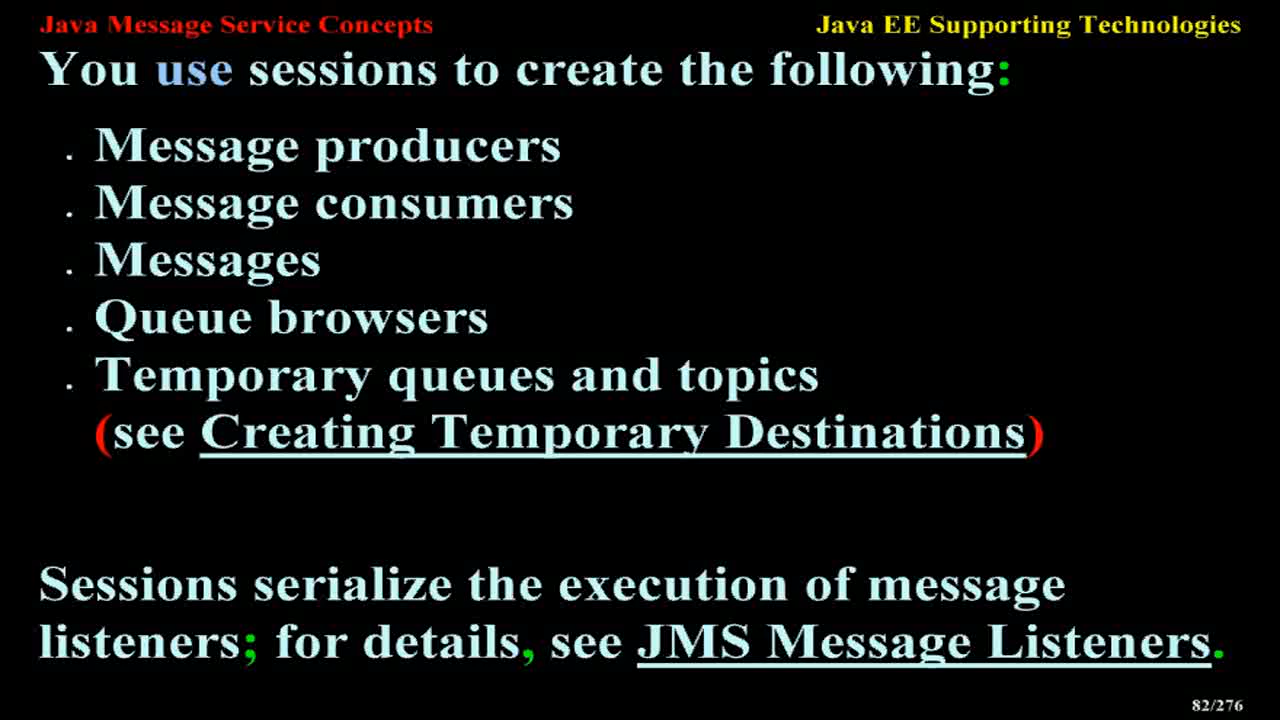 Java Message Service Concepts
Java EE Supporting Technologies
You use sessions to create the following:
. Message producers
. Message consumers
. Messages
. Queue browsers
. Temporary queues and topics
(see Creating Temporary Destinations)
Sessions serialize the execution of message
listeners; for details, see JMS Message Listeners.
82/276